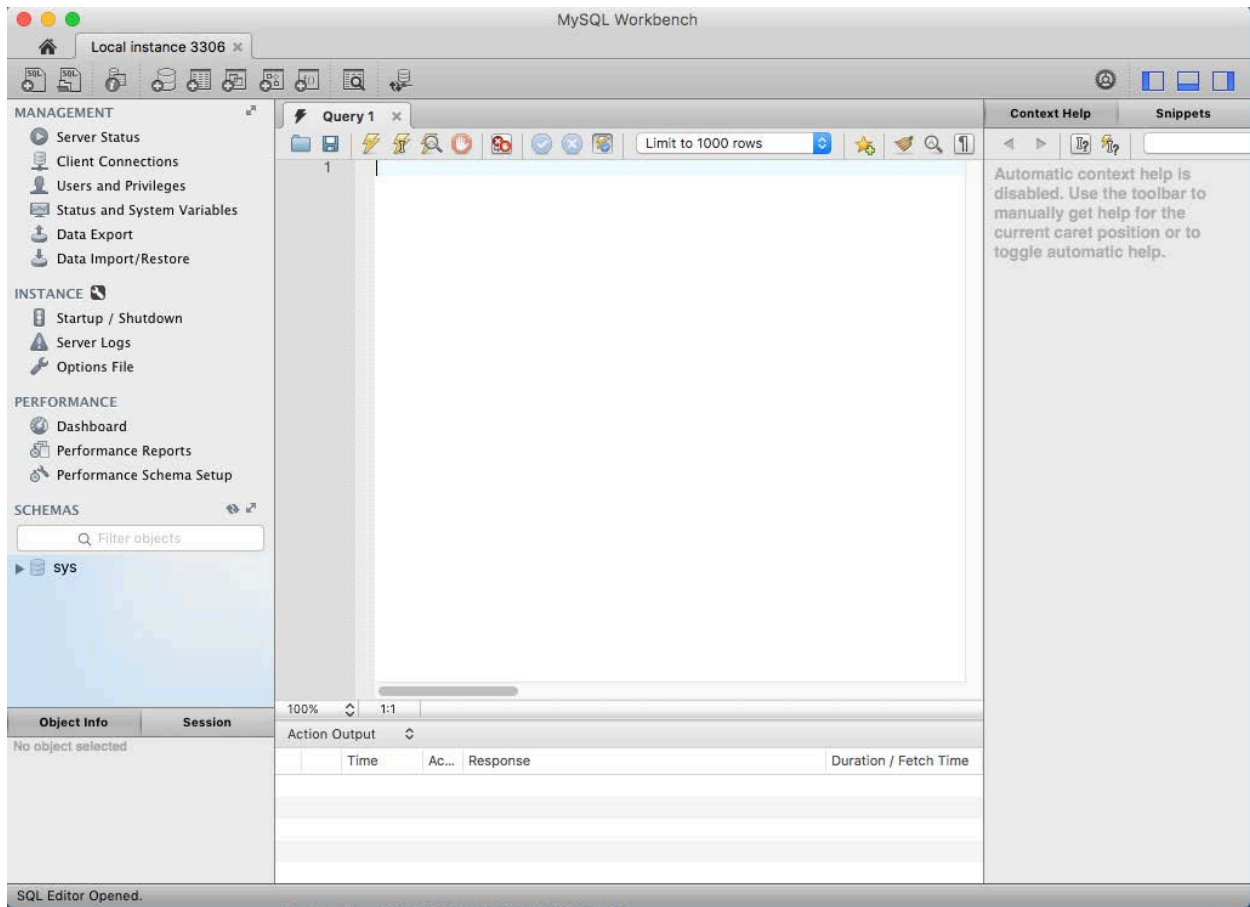 MySQL Workbench
Local instance 3306
SQL SQL
MANAGEMENT
Server Status
Client Connections
Users and Privileges
Status and System Variables
Data Export
Data Import/Restore
INSTANCE
Startup / Shutdown
Server Logs
Options File
PERFORMANCE
Dashboard
Performance Reports
Performance Schema Setup
SCHEMAS
Filter objects
sys
Object Info Session
No object selected
Query 1
Limit to 1000 rows
1
100% 1:1
Action Output
Time Ac... Response Duration / Fetch Time
Context Help Snippets
Automatic context help is
disabled. Use the toolbar to
manually get help for the
current caret position or to
toggle automatic help.
SQL Editor Opened.